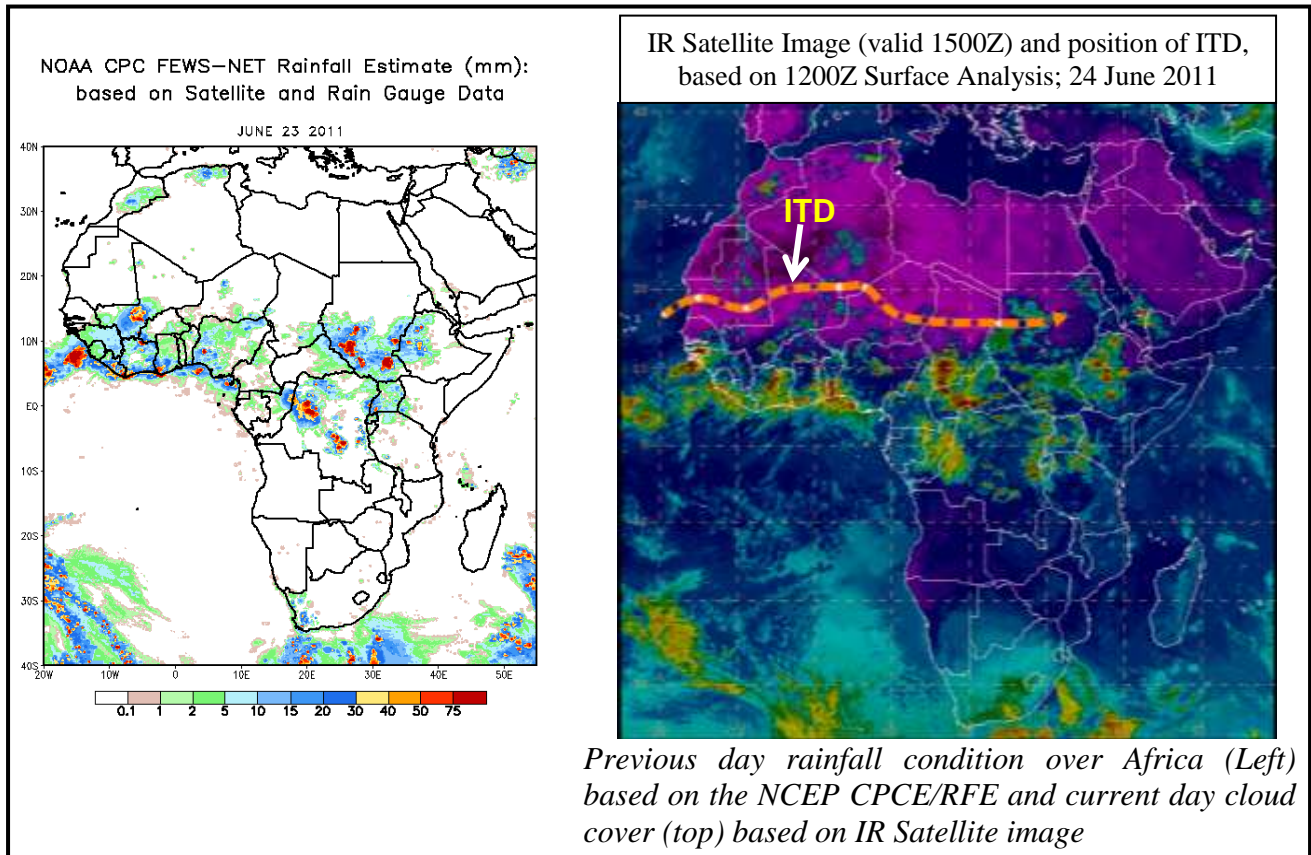 NOAA CPC FEWS-NET Rainfall Estimate (mm):
based on Satellite and Rain Gauge Data
JUNE 23 2011
40N
30N
20N
10N
EQ
10S
20S
30S
40S
20W 10W 0 10E 20E 30E 40E 50E
0.1 1 2 5 10 15 20 30 40 50 75
IR Satellite Image (valid 1500Z) and position of ITD,
based on 1200Z Surface Analysis; 24 June 2011
ITD
Previous day rainfall condition over Africa (Left)
based on the NCEP CPCE/RFE and current day cloud
cover (top) based on IR Satellite image